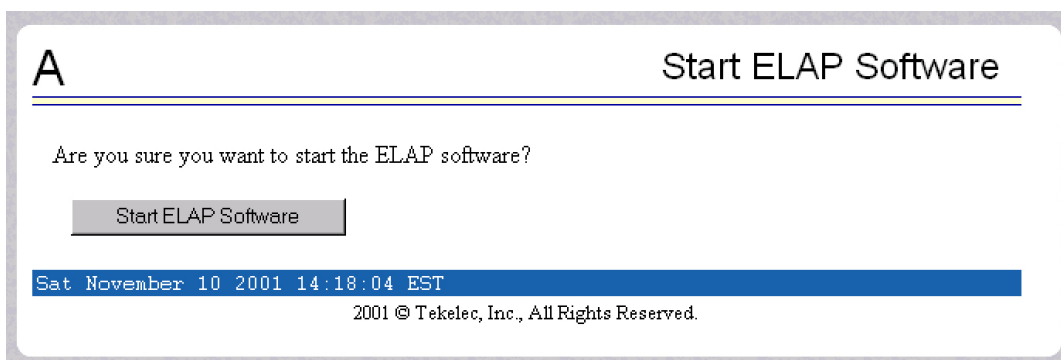 A Start ELAP Software
Are you sure you want to start the ELAP software?
Start ELAP Software
Sat November 10 2001 14:18:04 EST
2001 © Tekelec, Inc., All Rights Reserved.